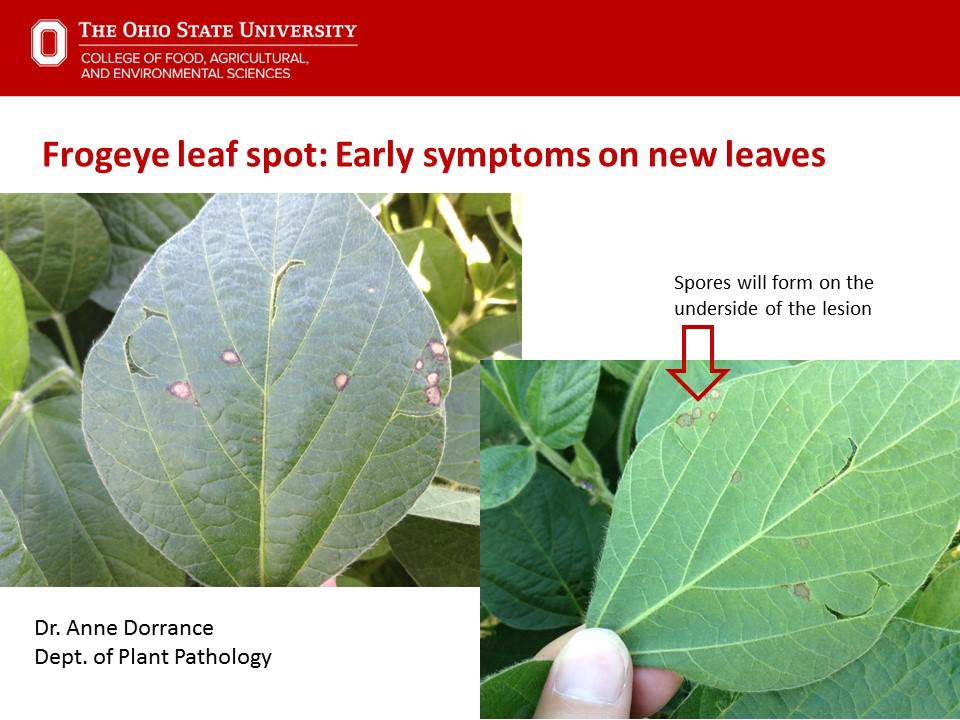 THE OHIO STATE UNIVERSITY
COLLEGE OF FOOD, AGRICULTURAL,
AND ENVIRONMENTAL SCIENCES
Frogeye leaf spot: Early symptoms on new leaves
Spores will form on the
underside of the lesion
Dr. Anne Dorrance
Dept. of Plant Pathology